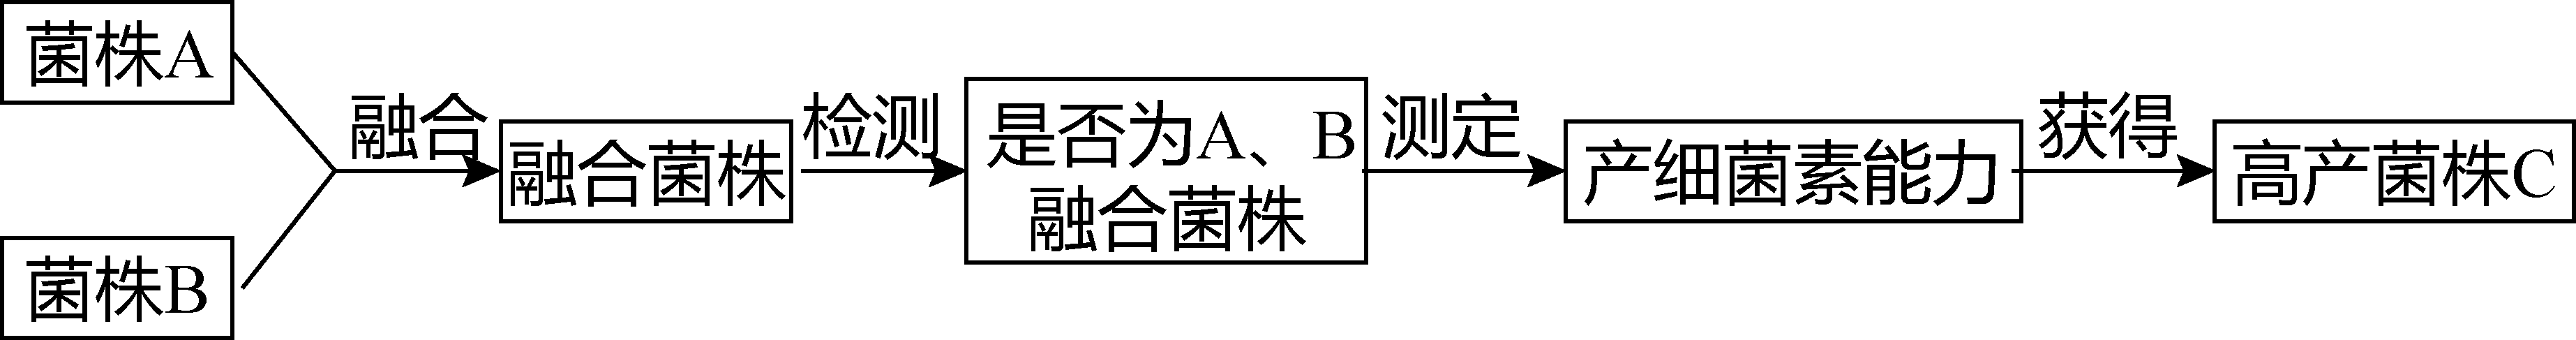 菌株A
菌株B
融合
融合菌株
检测
是否为A、B
融合菌株
测定
产细菌素能力
获得
高产菌株C